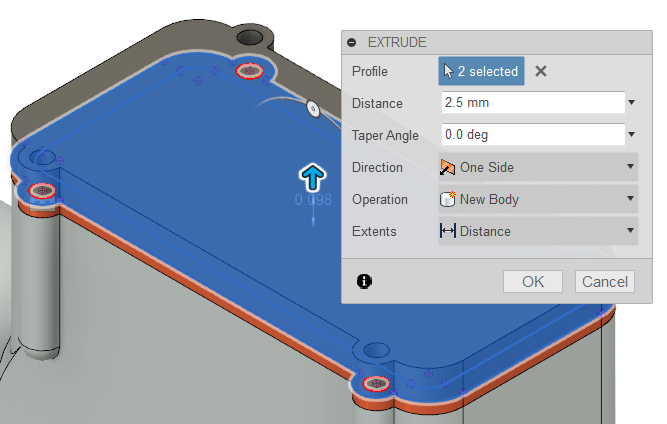 EXTRUDE
Profile 2 selected
Distance 2.5 mm
Taper Angle 0.0 deg
Direction One Side
Operation New Body
Extents Distance
OK Cancel
0.098